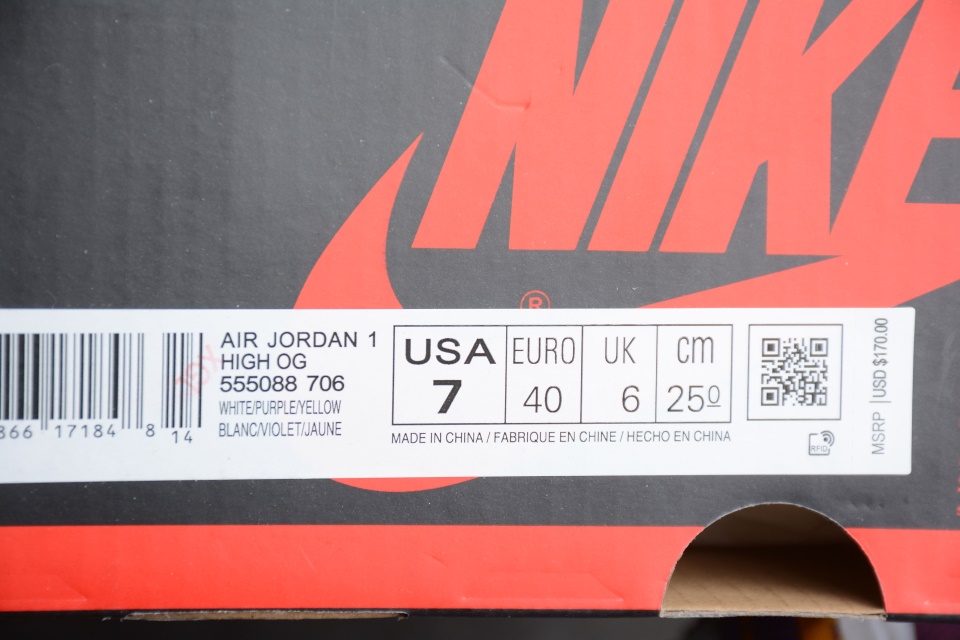 NIKE
®
AIR JORDAN 1
HIGH OG
555088 706
WHITE/PURPLE/YELLOW
BLANC/VIOLET/JAUNE
866 17184 8 14
USA EURO UK cm
7 40 6 250
MADE IN CHINA / FABRIQUE EN CHINE / HECHO EN CHINA
RFID
MSRP USD $170.00